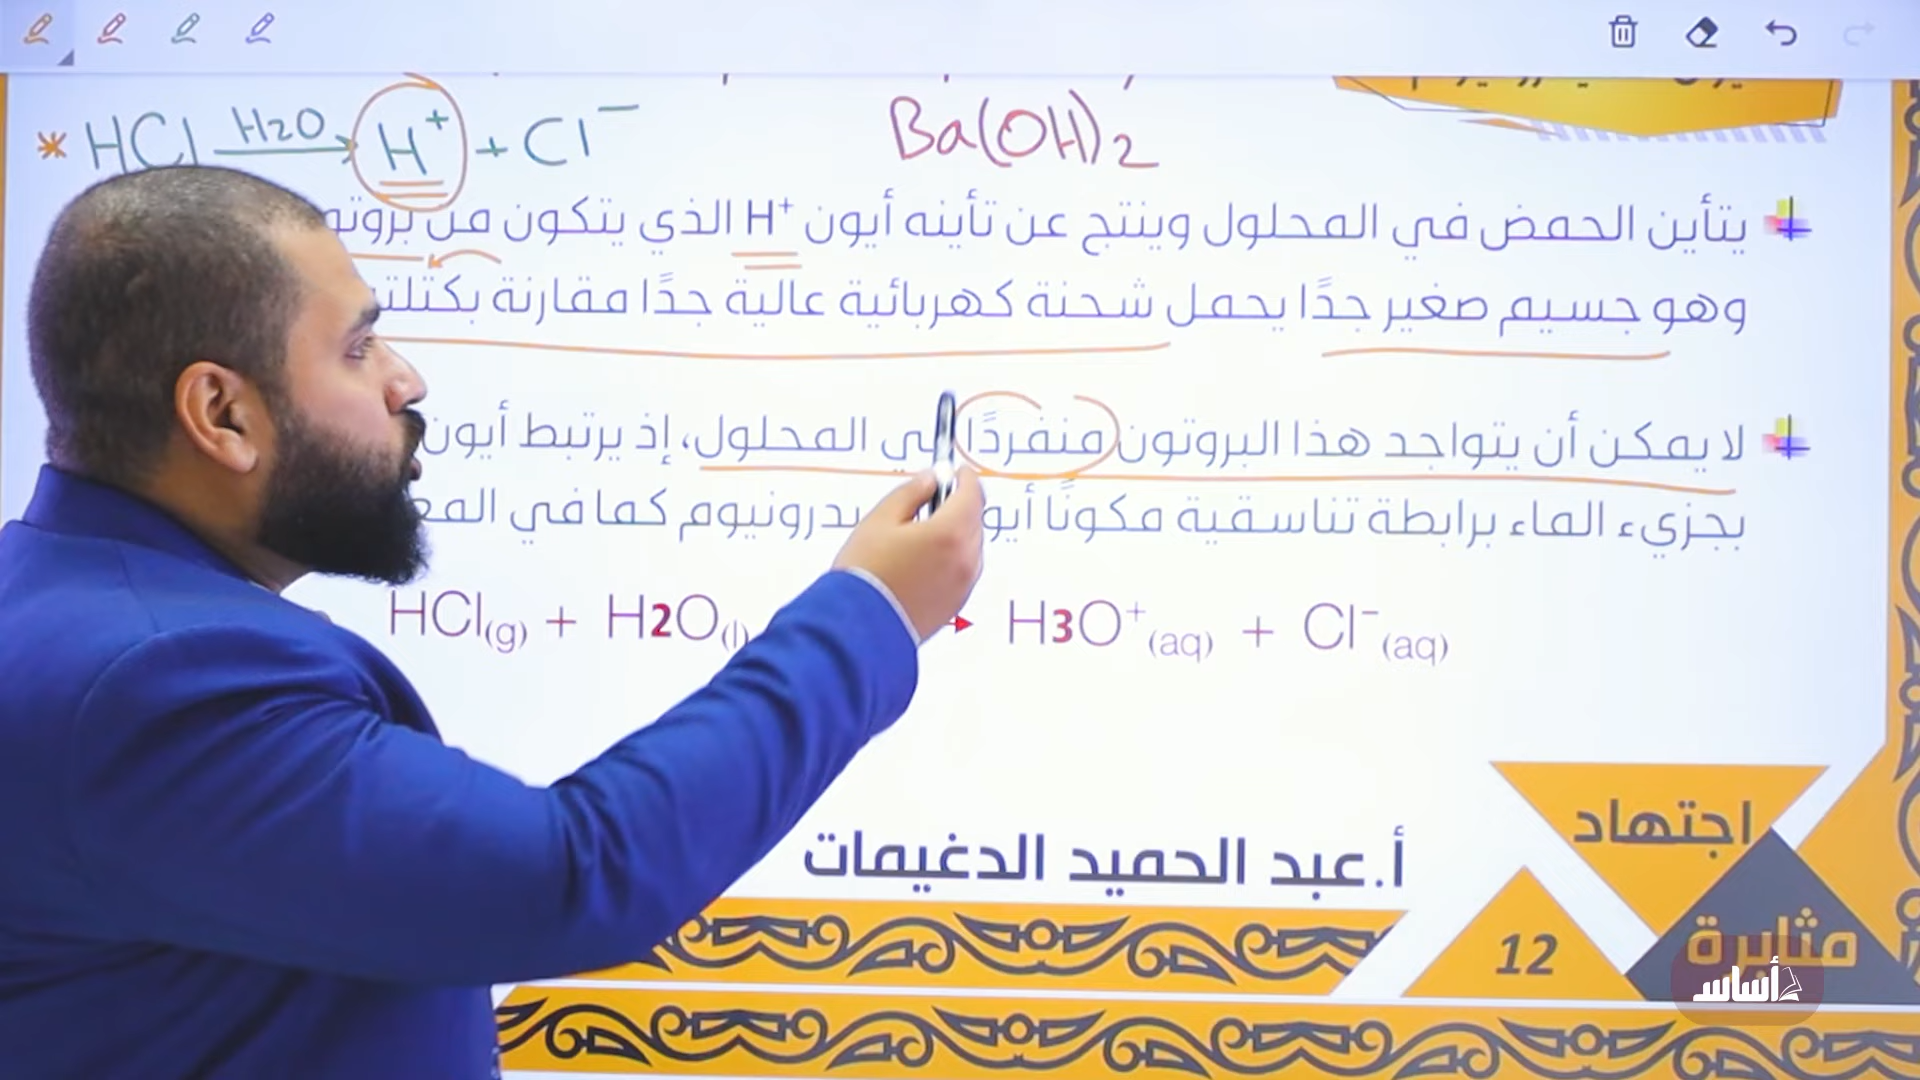 * HCl H2O → H+ + Cl−
Ba(OH)2
يتأين الحمض في المحلول وينتج عن تأينه أيون H+ الذي يتكون من
وهو جسيم صغير جدًا يحمل شحنة كهربائية عالية جدًا مقارنة
لا يمكن أن يتواجد هذا البروتون منفردًا في المحلول، إذ يرتبط أيون
بجزيء الماء برابطة تناسقية مكونًا كما في
HCl(g) + H2O(l) → H3O+(aq) + Cl−(aq)
أ.عبد الحميد الدغيمات
اجتهاد
مثابرة
12
أساس